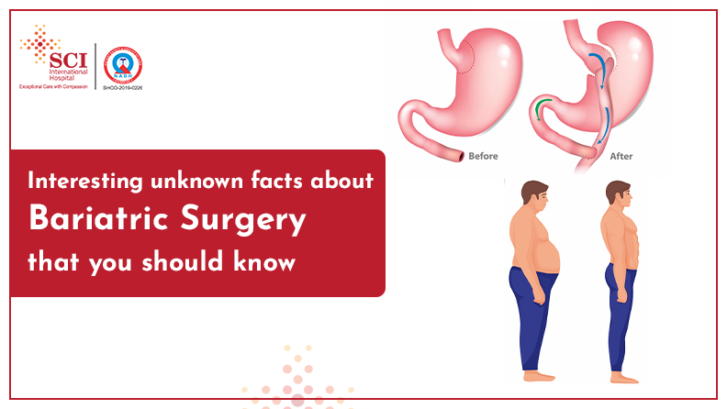 SCI
International
Hospital
Exceptional Care with Compassion
N.A.B.H
SHCO-2019-0226
Before
After
Interesting unknown facts about
Bariatric Surgery
that you should know